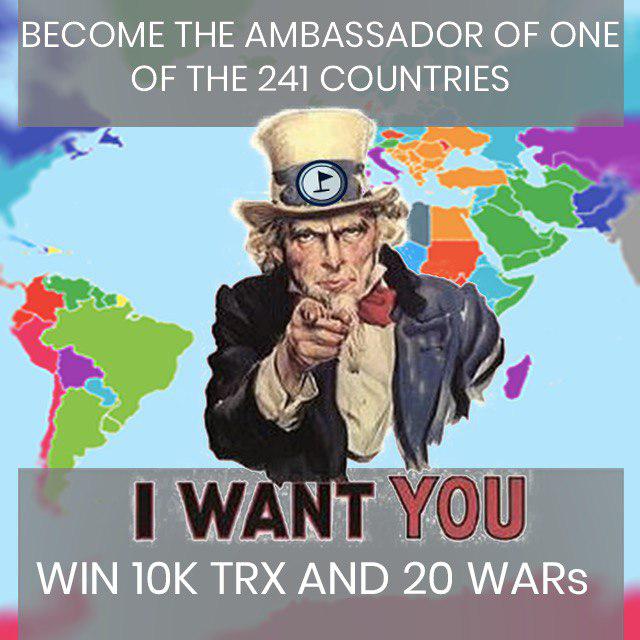 BECOME THE AMBASSADOR OF ONE
OF THE 241 COUNTRIES
I WANT YOU
WIN 10K TRX AND 20 WARs